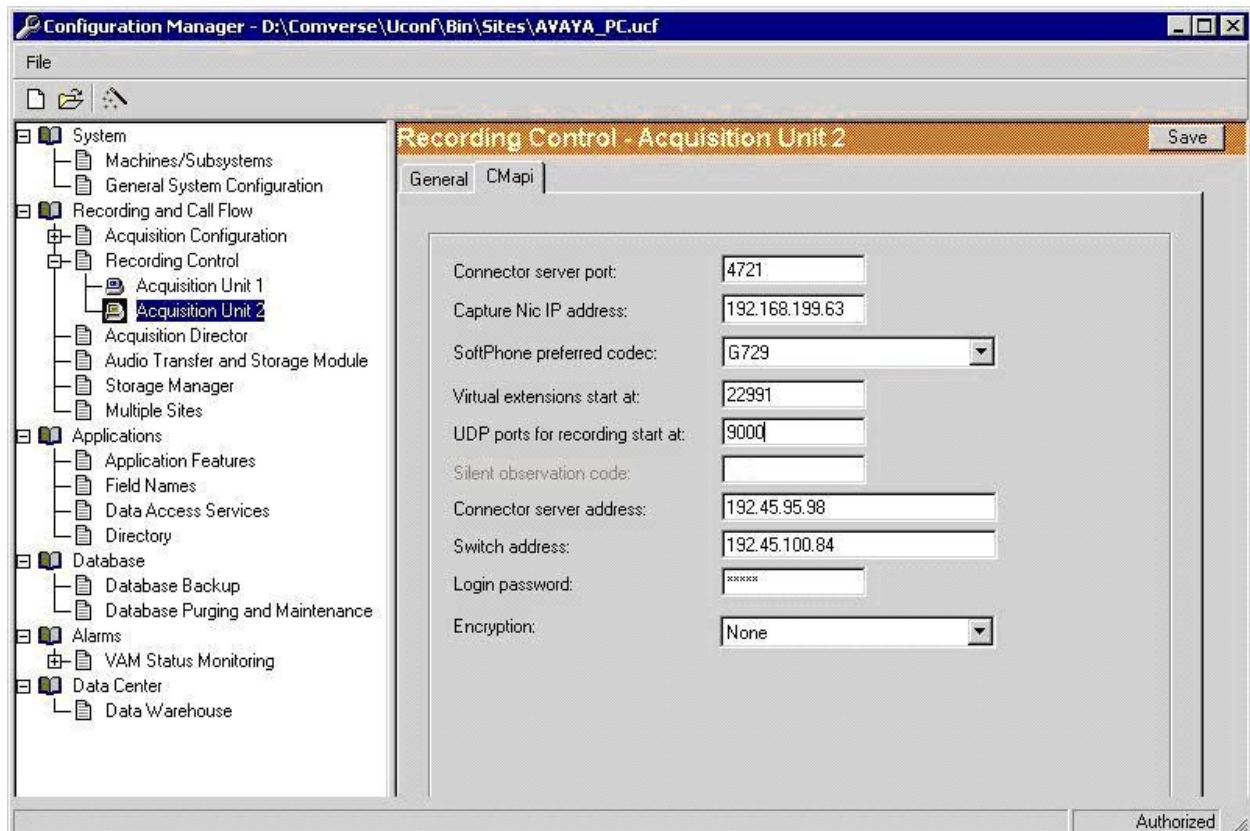 Configuration Manager - D:\Comverse\Uconf\Bin\Sites\AVAYA_PC.ucf
File
System
Machines/Subsystems
General System Configuration
Recording and Call Flow
Acquisition Configuration
Recording Control
Acquisition Unit 1
Acquisition Unit 2
Acquisition Director
Audio Transfer and Storage Module
Storage Manager
Multiple Sites
Applications
Application Features
Field Names
Data Access Services
Directory
Database
Database Backup
Database Purging and Maintenance
Alarms
VAM Status Monitoring
Data Center
Data Warehouse
Recording Control - Acquisition Unit 2
Save
General CMapi
Connector server port: 4721
Capture Nic IP address: 192.168.199.63
SoftPhone preferred codec: G729
Virtual extensions start at: 22991
UDP ports for recording start at: 9000
Silent observation code:
Connector server address: 192.45.95.98
Switch address: 192.45.100.84
Login password: *****
Encryption: None
Authorized